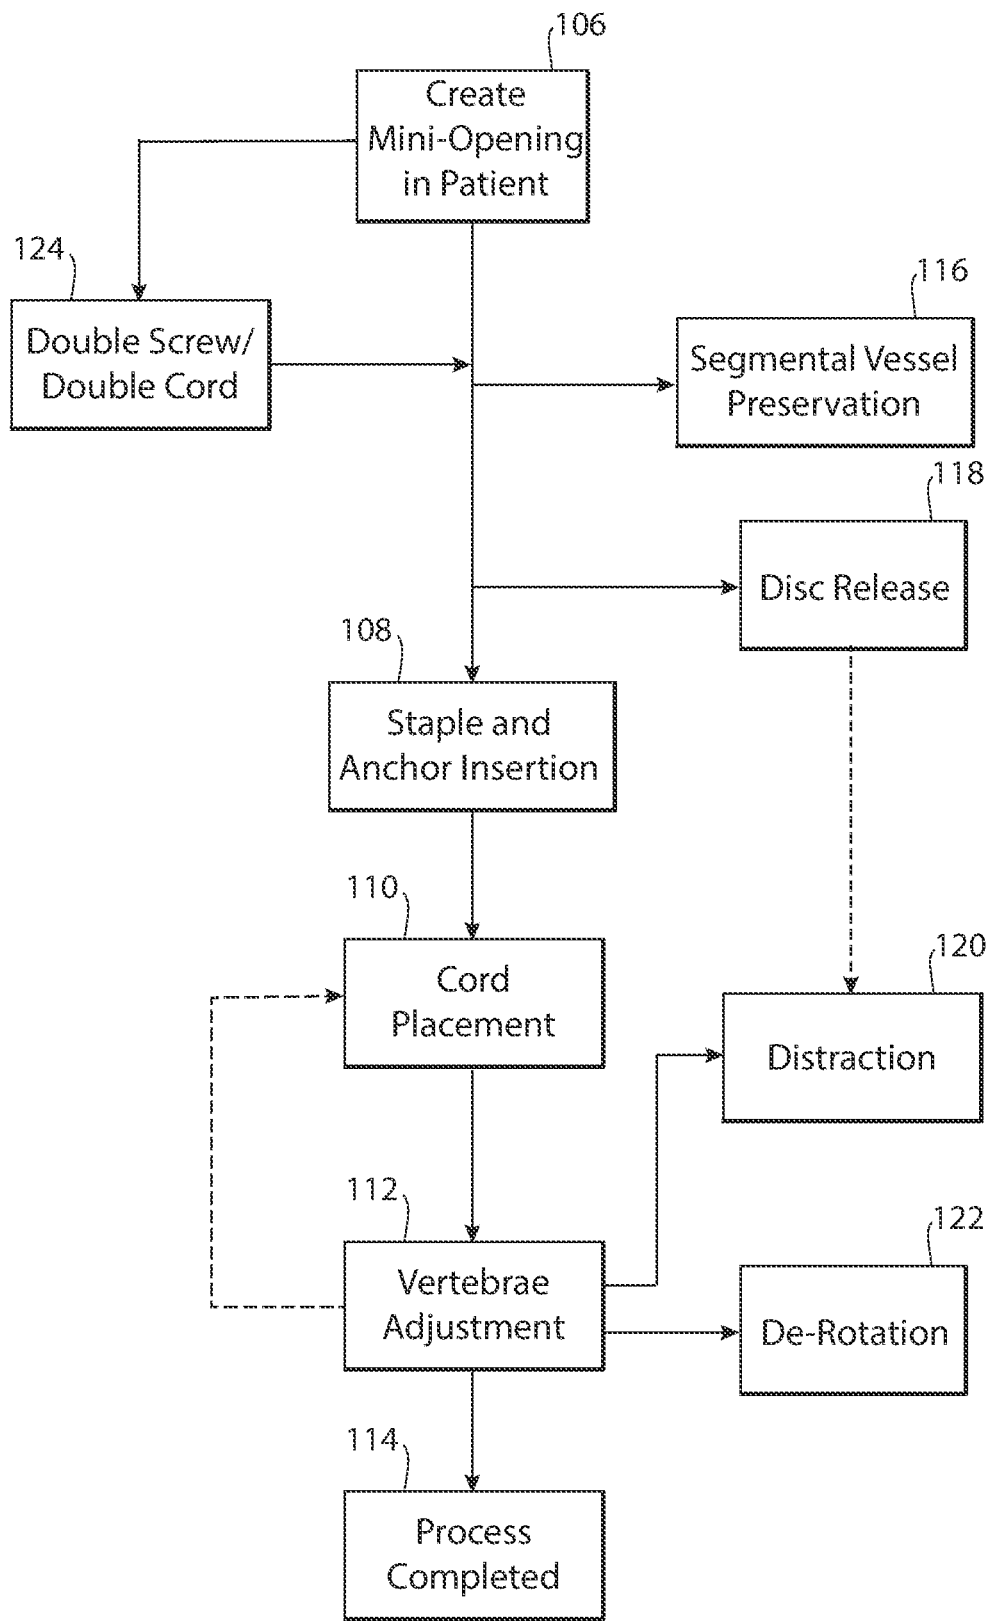 106
Create
Mini-Opening
in Patient
124
Double Screw/
Double Cord
116
Segmental Vessel
Preservation
118
Disc Release
108
Staple and
Anchor Insertion
110
Cord
Placement
120
Distraction
112
Vertebrae
Adjustment
122
De-Rotation
114
Process
Completed